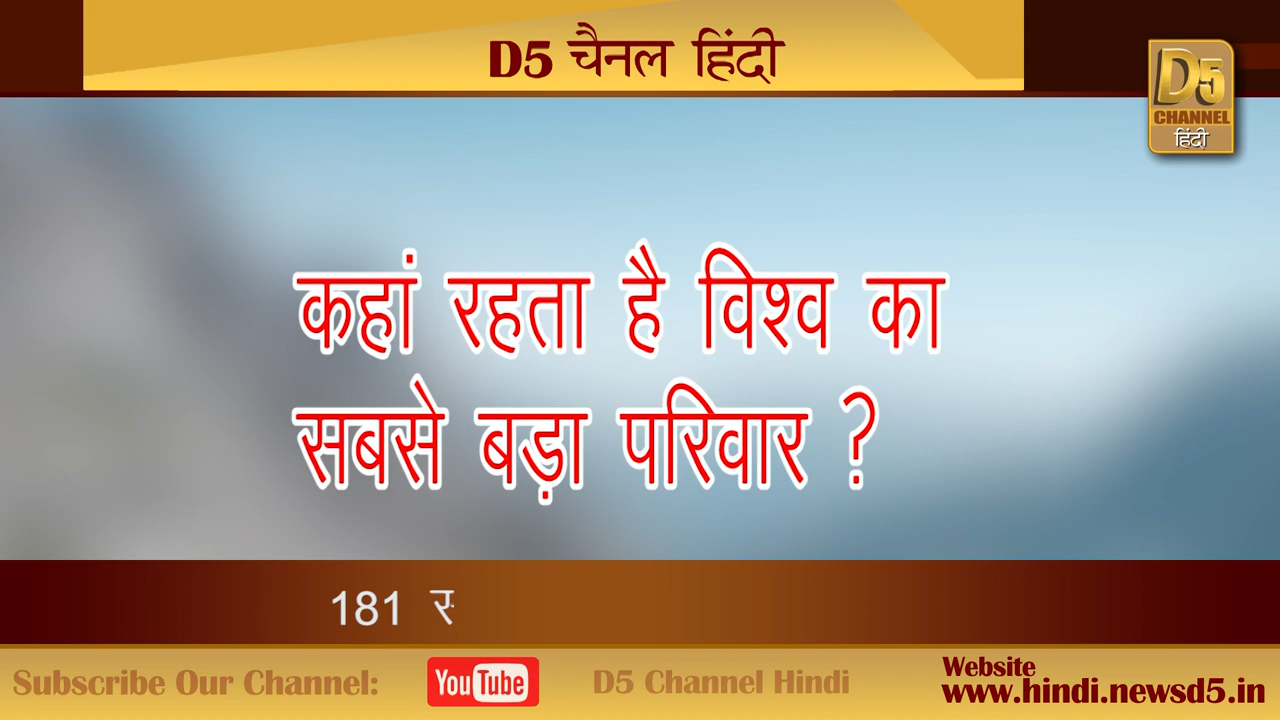 D5 चैनल हिंदी
D5
CHANNEL
हिंदी
कहां रहता है विश्व का
सबसे बड़ा परिवार ?
181
Subscribe Our Channel:
YouTube
D5 Channel Hindi
Website
www.hindi.newsd5.in